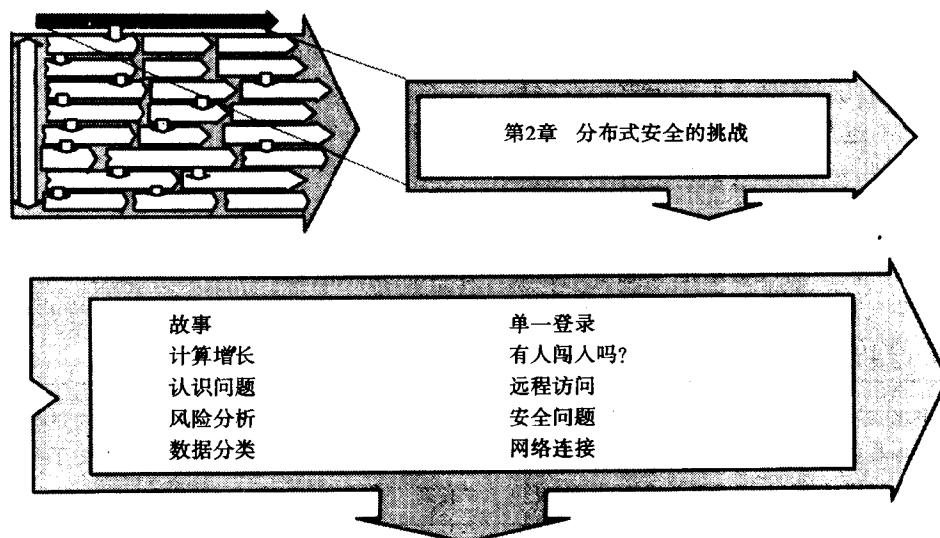 第2章 分布式安全的挑战
故事
计算增长
认识问题
风险分析
数据分类
单一登录
有人闯人吗?
远程访问
安全问题
网络连接